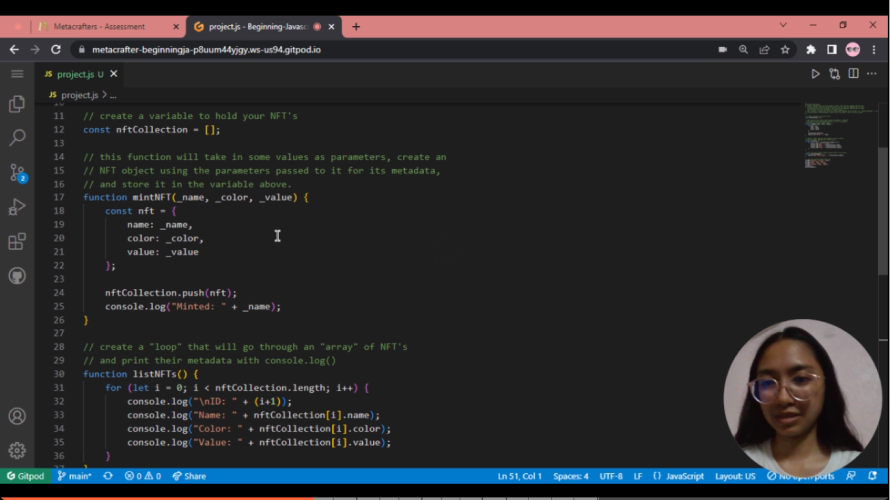 Metacrafters - Assessment
project.js - Beginning-Javasc
metacrafter-beginningja-p8uum44yjgy.ws-us94.gitpod.io
JS project.js U
JS project.js > ...
11 // create a variable to hold your NFT's
12 const nftCollection = [];
13
14 // this function will take in some values as parameters, create an
15 // NFT object using the parameters passed to it for its metadata,
16 // and store it in the variable above.
17 function mintNFT(_name, _color, _value) {
18 const nft = {
19 name: _name,
20 color: _color,
21 value: _value
22 };
23
24 nftCollection.push(nft);
25 console.log("Minted: " + _name);
26 }
27
28 // create a "loop" that will go through an "array" of NFT's
29 // and print their metadata with console.log()
30 function listNFTs() {
31 for (let i = 0; i < nftCollection.length; i++) {
32 console.log("\nID: " + (i+1));
33 console.log("Name: " + nftCollection[i].name);
34 console.log("Color: " + nftCollection[i].color);
35 console.log("Value: " + nftCollection[i].value);
36 }
2
Gitpod main* 0 0 Share Ln 51, Col 1 Spaces: 4 UTF-8 LF {} JavaScript Layout: US No open ports